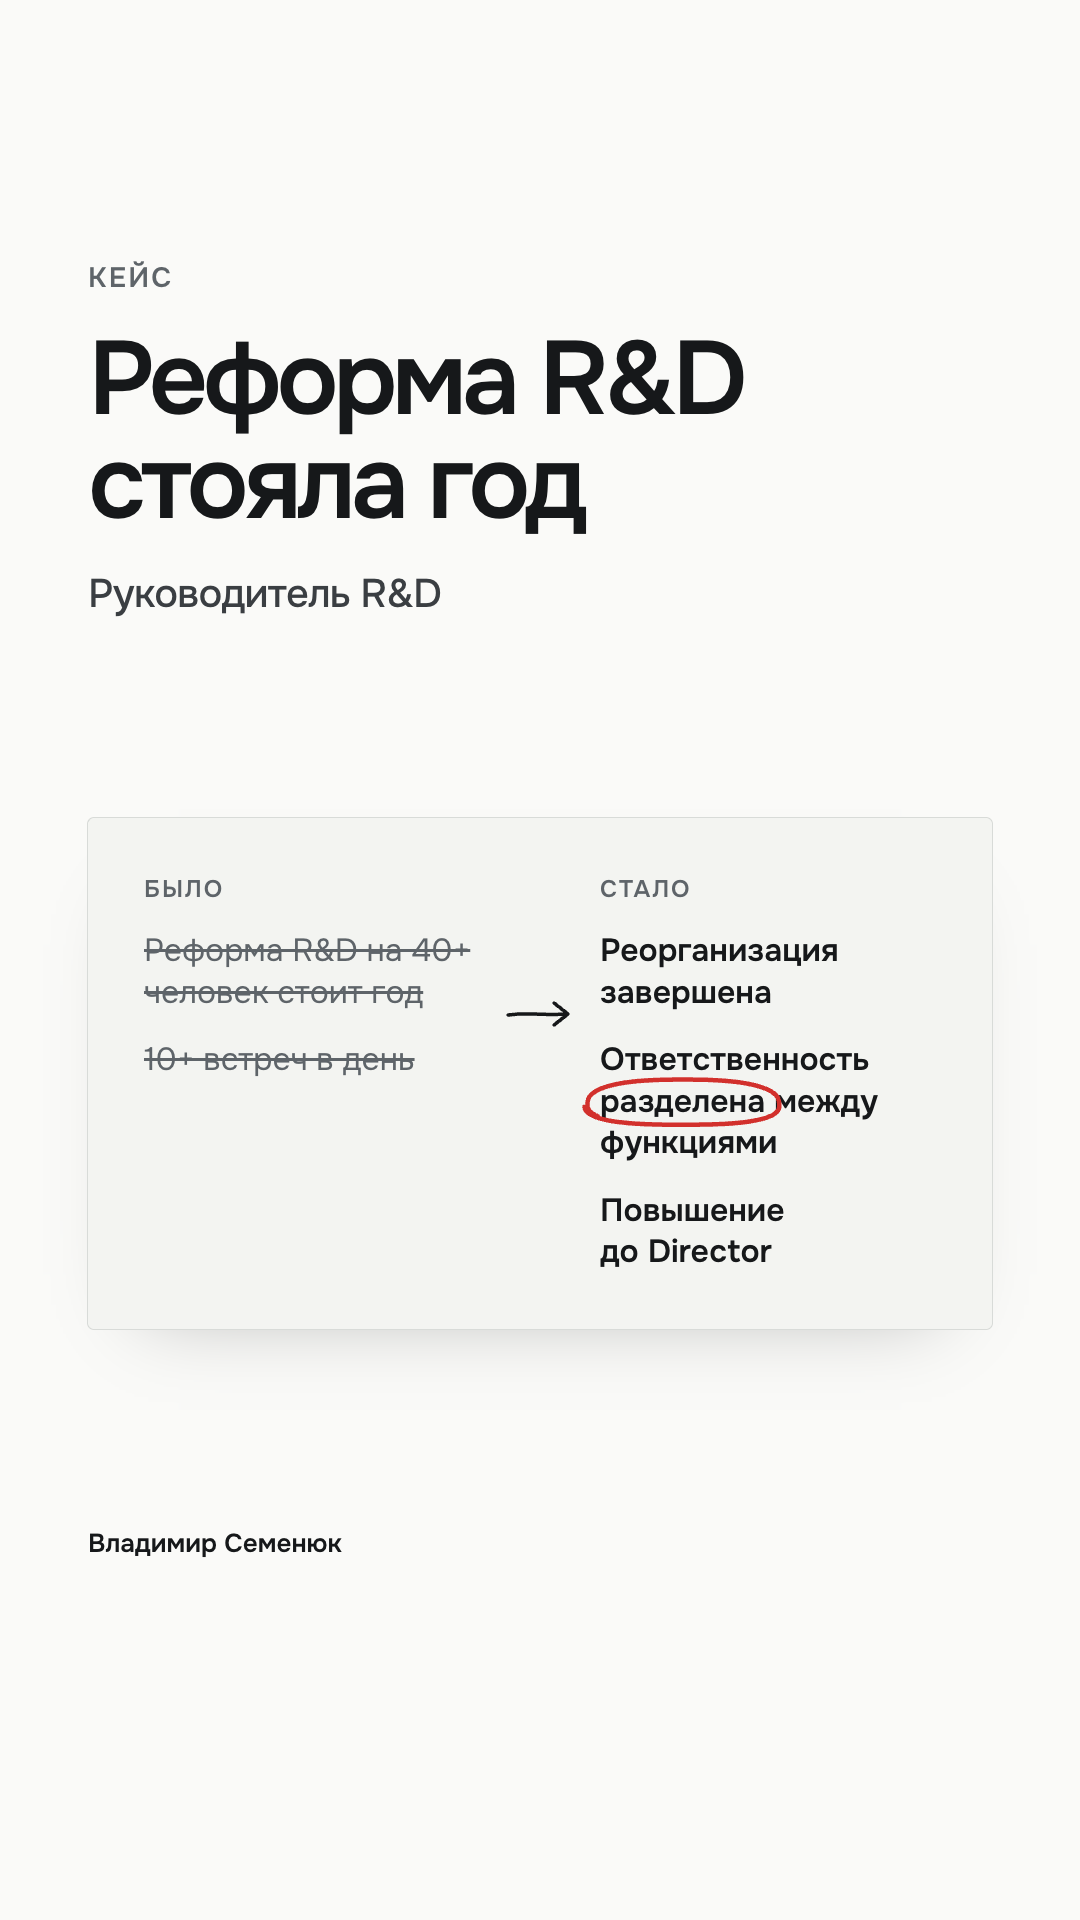 КЕЙС
Реформа R&D
стояла год
Руководитель R&D
БЫЛО
Реформа R&D на 40+
человек стоит год
10+ встреч в день
СТАЛО
Реорганизация
завершена
Ответственность
разделена между
функциями
Повышение
до Director
Владимир Семенюк